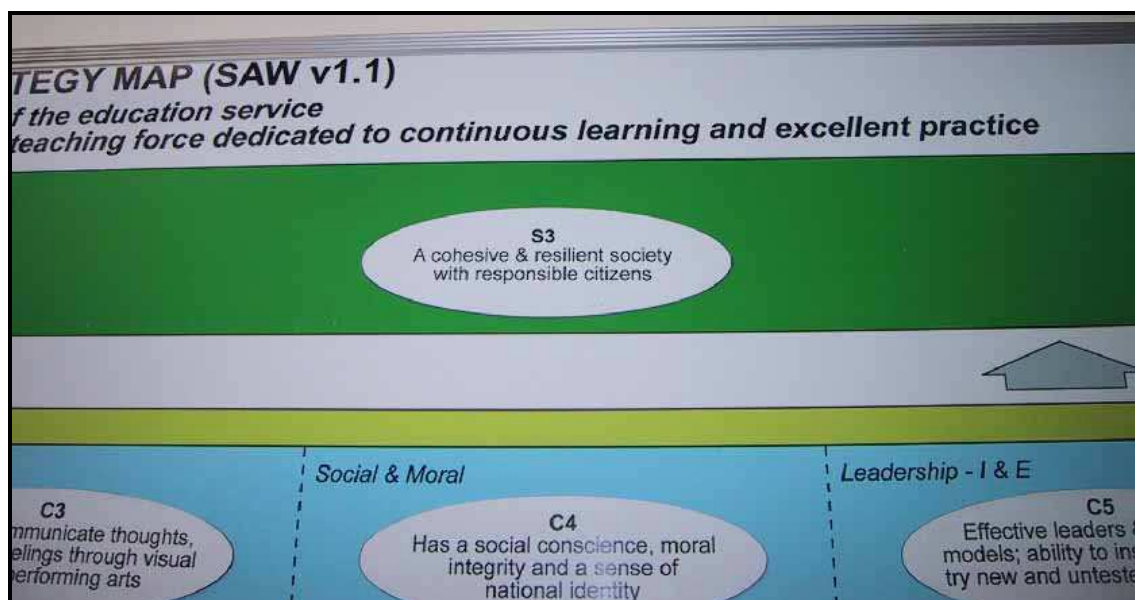 TEGY MAP (SAW v1.1)
f the education service
teaching force dedicated to continuous learning and excellent practice
S3
A cohesive & resilient society
with responsible citizens
Social & Moral
Leadership - I & E
C3
mmunicate thoughts,
elings through visual
erforming arts
C4
Has a social conscience, moral
integrity and a sense of
national identity
C5
Effective leaders
models; ability to ins
try new and unteste